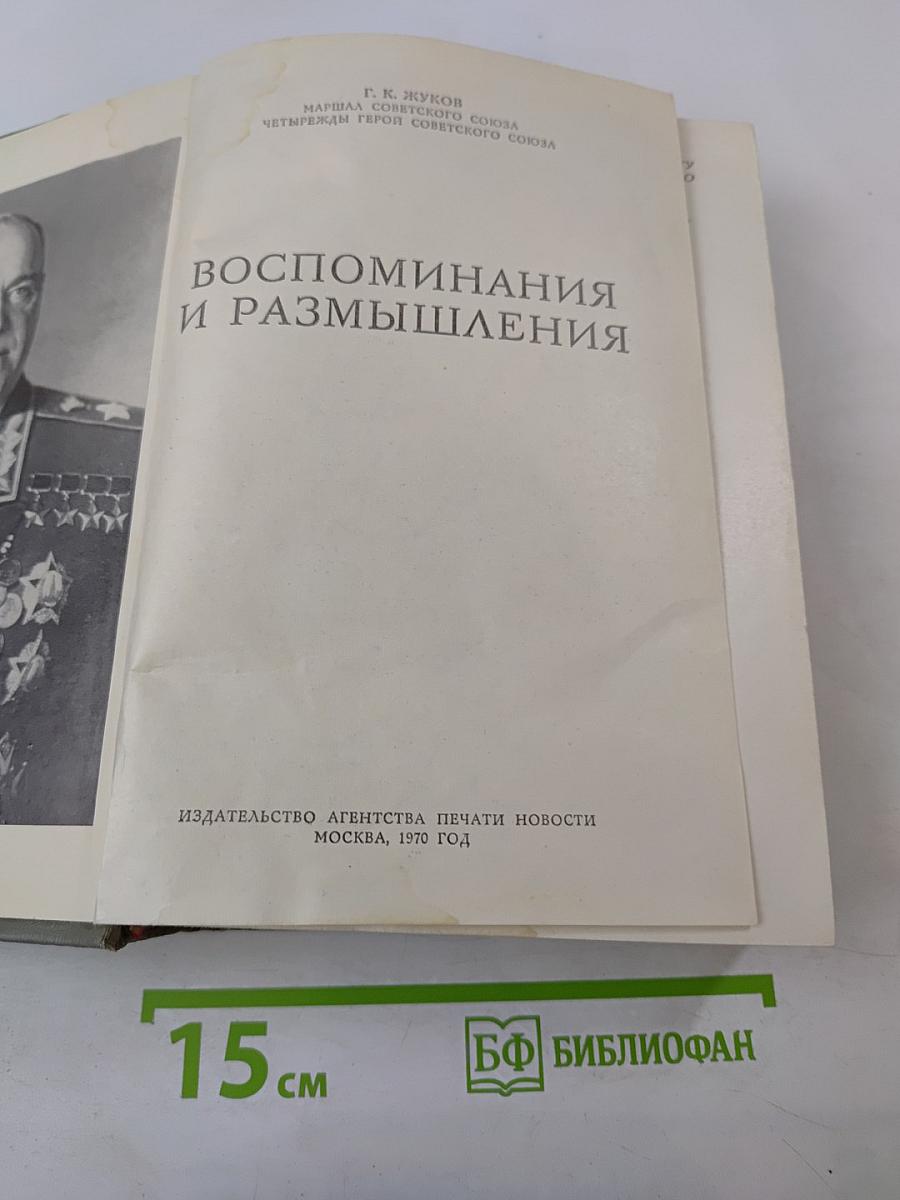 Г. К. ЖУКОВ
МАРШАЛ СОВЕТСКОГО СОЮЗА
ЧЕТЫРЕЖДЫ ГЕРОЙ СОВЕТСКОГО СОЮЗА
ВОСПОМИНАНИЯ
И РАЗМЫШЛЕНИЯ
ИЗДАТЕЛЬСТВО АГЕНТСТВА ПЕЧАТИ НОВОСТИ
МОСКВА, 1970 ГОД
15 см
БФ БИБЛИОФАН